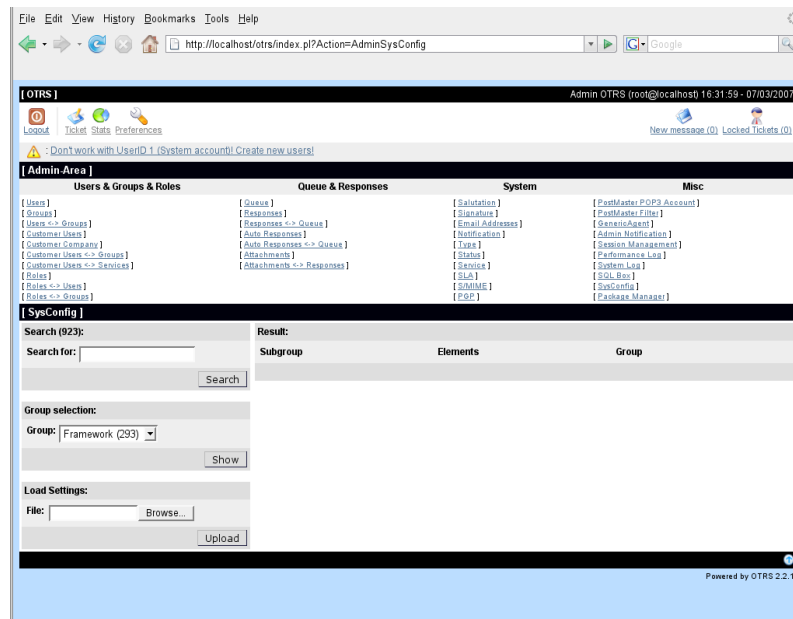 File Edit View History Bookmarks Tools Help
http://localhost/otrs/index.pl?Action=AdminSysConfig
G Google
[ OTRS ]
Admin OTRS (root@localhost) 16:31:59 - 07/03/2007
Logout Ticket Stats Preferences
New message (0) Locked Tickets (0)
: Don't work with UserID 1 (System account)! Create new users!
[ Admin-Area ]
Users & Groups & Roles
[ Users ]
[ Groups ]
[ Users <-> Groups ]
[ Customer Users ]
[ Customer Company ]
[ Customer Users <-> Groups ]
[ Customer Users <-> Services ]
[ Roles ]
[ Roles <-> Users ]
[ Roles <-> Groups ]
Queue & Responses
[ Queue ]
[ Responses ]
[ Responses <-> Queue ]
[ Auto Responses ]
[ Auto Responses <-> Queue ]
[ Attachments ]
[ Attachments <-> Responses ]
System
[ Salutation ]
[ Signature ]
[ Email Addresses ]
[ Notification ]
[ Type ]
[ Status ]
[ Service ]
[ SLA ]
[ S/MIME ]
[ PGP ]
Misc
[ PostMaster POP3 Account ]
[ PostMaster Filter ]
[ GenericAgent ]
[ Admin Notification ]
[ Session Management ]
[ Performance Log ]
[ System Log ]
[ SQL Box ]
[ SysConfig ]
[ Package Manager ]
[ SysConfig ]
Search (923):
Search for:
Search
Group selection:
Group: Framework (293)
Show
Load Settings:
File: Browse...
Upload
Result:
Subgroup Elements Group
Powered by OTRS 2.2.1